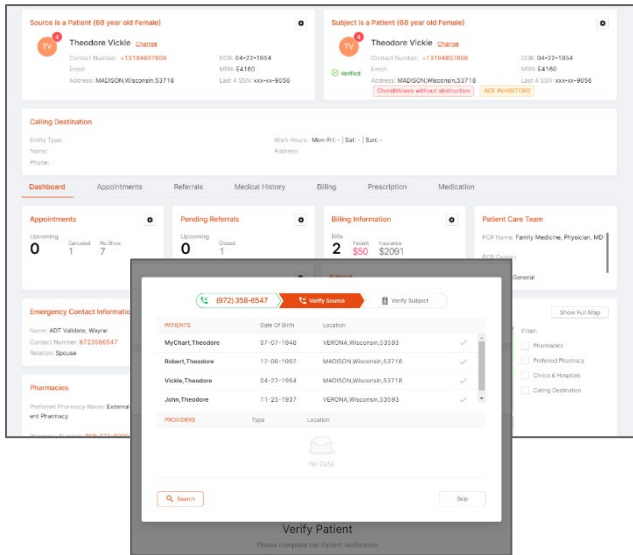 Source is a Patient (68 year old Female)
4
TV
Theodore Vickie Change
Contact Number: +13194807806
DOB: 04-22-1954
Email:
MRN: E4160
Address: MADISON,Wisconsin,53718
Last 4 SSN: xxx-xx-9056
Subject is a Patient (68 year old Female)
4
TV
Theodore Vickie Change
Verified
Contact Number: +13194807806
DOB: 04-22-1954
Email:
MRN: E4160
Address: MADISON,Wisconsin,53718
Last 4 SSN: xxx-xx-9056
Cholelithiasis without obstruction
ACE INHIBITORS
Calling Destination
Entity Type:
Work Hours: Mon-Fri: - | Sat: - | Sun: -
Name:
Address:
Phone:
Dashboard Appointments Referrals Medical History Billing Prescription Medication
Appointments
Upcoming Canceled No Show
0 1 7
Pending Referrals
Upcoming Closed
0 1
Billing Information
Bills Patient Insurance
2 $50 $2091
Patient Care Team
PCP Name: Family Medicine, Physician, MD
General
Emergency Contact Information
Name: ADT Validate, Wayne
Contact Number: 9723586547
Relation: Spouse
Show Full Map
Filter:
Pharmacies
Preferred Pharmacy
Clinics & Hospitals
Calling Destination
Pharmacies
Preferred Pharmacy Name: External
ent Pharmacy
(972) 358-6547 Verify Source Verify Subject
PATIENTS Date Of Birth Location
MyChart,Theodore 07-07-1948 VERONA,Wisconsin,53593
Robert,Theodore 12-06-1952 MADISON,Wisconsin,53718
Vickie,Theodore 04-22-1954 MADISON,Wisconsin,53718
John,Theodore 11-25-1937 VERONA,Wisconsin,53593
PROVIDERS Type Location
No Data
Search
Skip
Verify Patient
Please complete the Patient verification